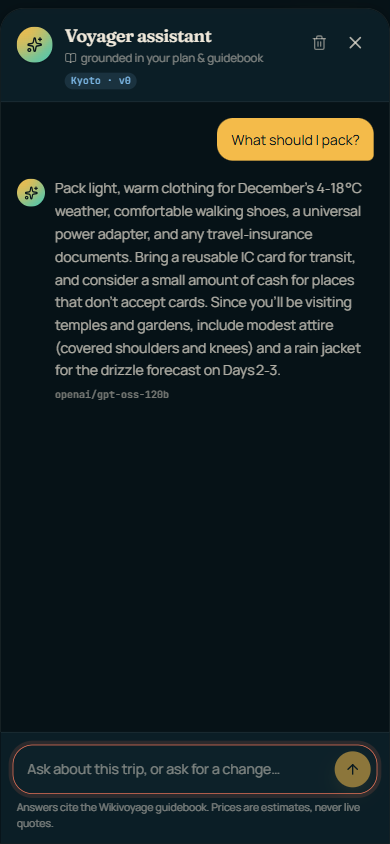 Voyager assistant
grounded in your plan & guidebook
Kyoto · v0
What should I pack?
Pack light, warm clothing for December's 4-18°C
weather, comfortable walking shoes, a universal
power adapter, and any travel-insurance
documents. Bring a reusable IC card for transit,
and consider a small amount of cash for places
that don't accept cards. Since you'll be visiting
temples and gardens, include modest attire
(covered shoulders and knees) and a rain jacket
for the drizzle forecast on Days 2-3.
openai/gpt-oss-120b
Ask about this trip, or ask for a change...
Answers cite the Wikivoyage guidebook. Prices are estimates, never live
quotes.